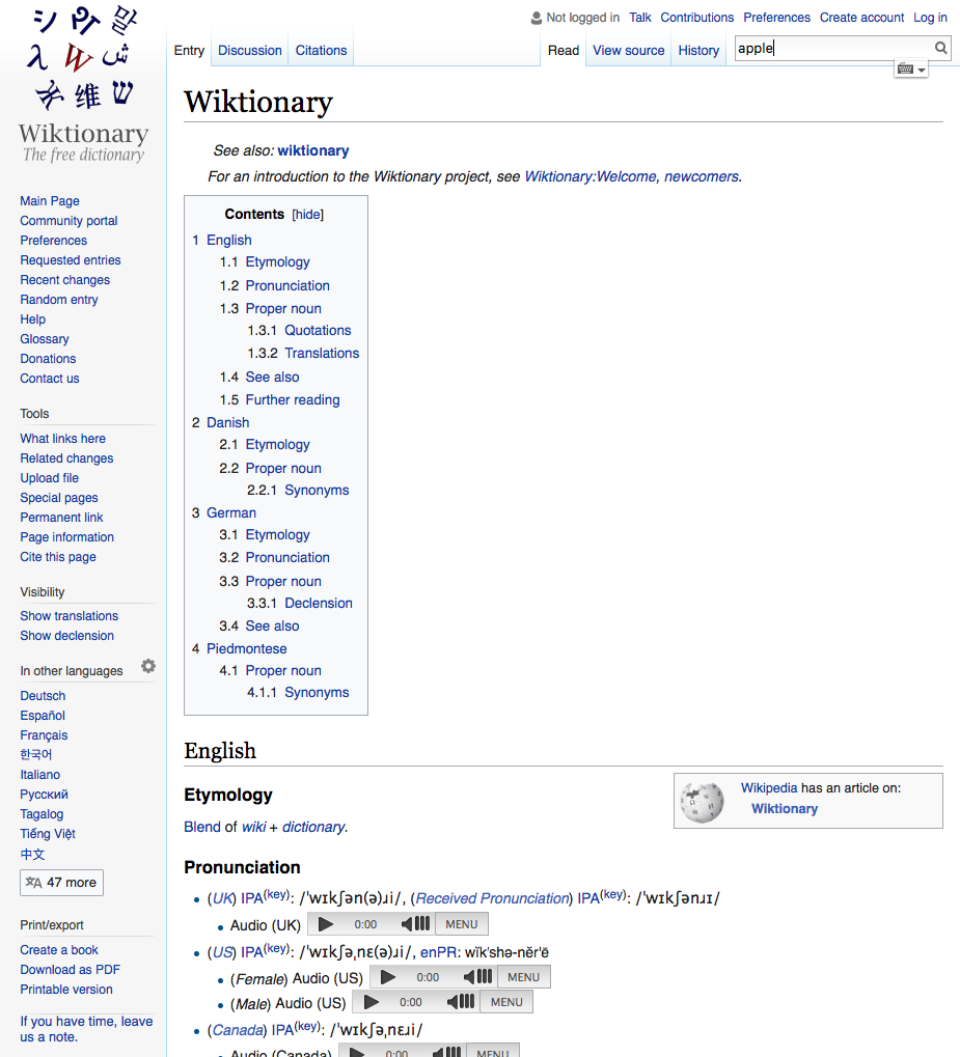 シ ק 말
λ W ش
维 ש
Wiktionary
The free dictionary
Not logged in Talk Contributions Preferences Create account Log in
Entry Discussion Citations Read View source History apple
Wiktionary
See also: wiktionary
For an introduction to the Wiktionary project, see Wiktionary:Welcome, newcomers.
Contents [hide]
1 English
1.1 Etymology
1.2 Pronunciation
1.3 Proper noun
1.3.1 Quotations
1.3.2 Translations
1.4 See also
1.5 Further reading
2 Danish
2.1 Etymology
2.2 Proper noun
2.2.1 Synonyms
3 German
3.1 Etymology
3.2 Pronunciation
3.3 Proper noun
3.3.1 Declension
3.4 See also
4 Piedmontese
4.1 Proper noun
4.1.1 Synonyms
Main Page
Community portal
Preferences
Requested entries
Recent changes
Random entry
Help
Glossary
Donations
Contact us
Tools
What links here
Related changes
Upload file
Special pages
Permanent link
Page information
Cite this page
Visibility
Show translations
Show declension
In other languages
Deutsch
Español
Français
한국어
Italiano
Русский
Tagalog
Tiếng Việt
中文
47 more
Print/export
Create a book
Download as PDF
Printable version
If you have time, leave
us a note.
English
Etymology
Blend of wiki + dictionary.
Wikipedia has an article on:
Wiktionary
Pronunciation
(UK) IPA(key): /ˈwɪkʃən(ə)ɹi/, (Received Pronunciation) IPA(key): /ˈwɪkʃənɹɪ/
Audio (UK) 0:00 MENU
(US) IPA(key): /ˈwɪkʃəˌnɛ(ə)ɹi/, enPR: wĭk'shə-nĕr'ē
(Female) Audio (US) 0:00 MENU
(Male) Audio (US) 0:00 MENU
(Canada) IPA(key): /ˈwɪkʃəˌnɛɹi/
Audio (Canada) 0:00 MENU